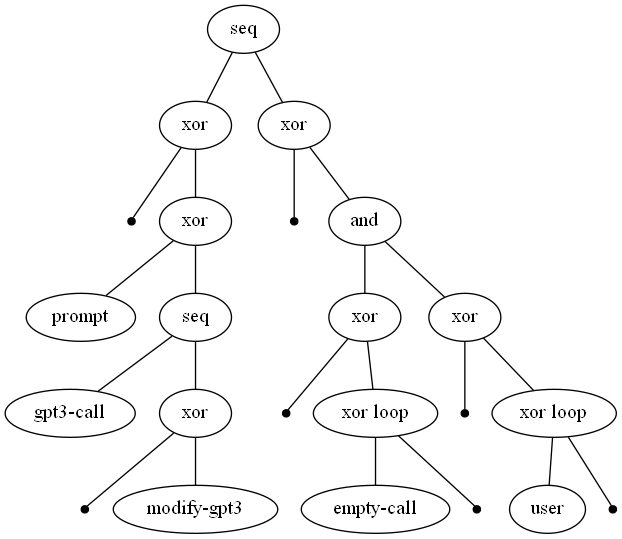 seq
xor
xor
xor
and
prompt
seq
xor
xor
gpt3-call
xor
xor loop
xor loop
modify-gpt3
empty-call
user